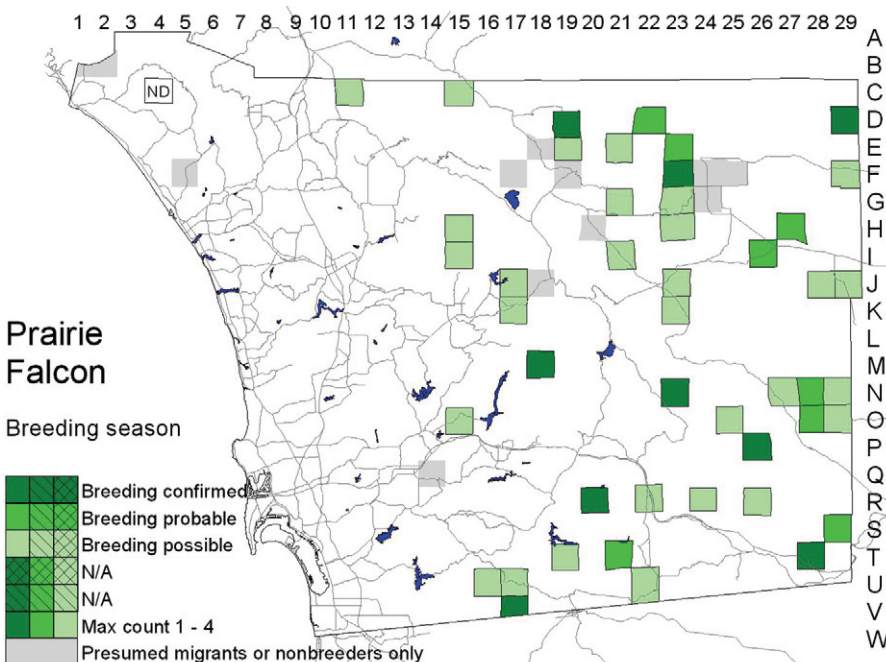 1 2 3 4 5 6 7 8 9 10 11 12 13 14 15 16 17 18 19 20 21 22 23 24 25 26 27 28 29
A
B
C
D
E
F
G
H
I
J
K
L
M
N
O
P
Q
R
S
T
U
V
W
ND
Prairie
Falcon
Breeding season
Breeding confirmed
Breeding probable
Breeding possible
N/A
N/A
Max count 1 - 4
Presumed migrants or nonbreeders only